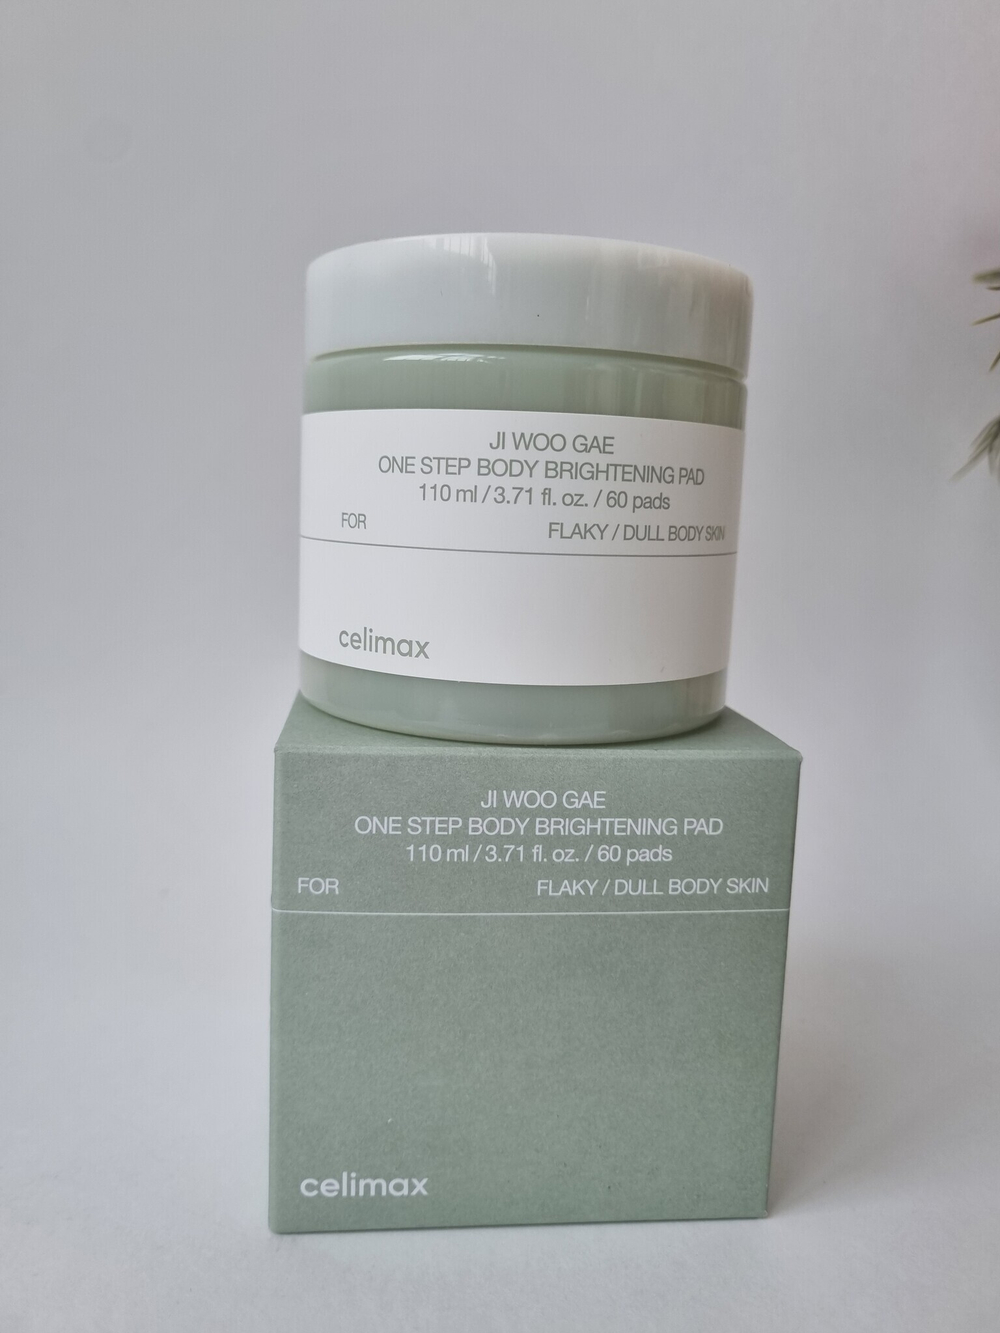 JI WOO GAE
ONE STEP BODY BRIGHTENING PAD
110 ml / 3.71 fl. oz. / 60 pads
FOR FLAKY / DULL BODY SKIN
celimax
JI WOO GAE
ONE STEP BODY BRIGHTENING PAD
110 ml / 3.71 fl. oz. / 60 pads
FOR FLAKY / DULL BODY SKIN
celimax